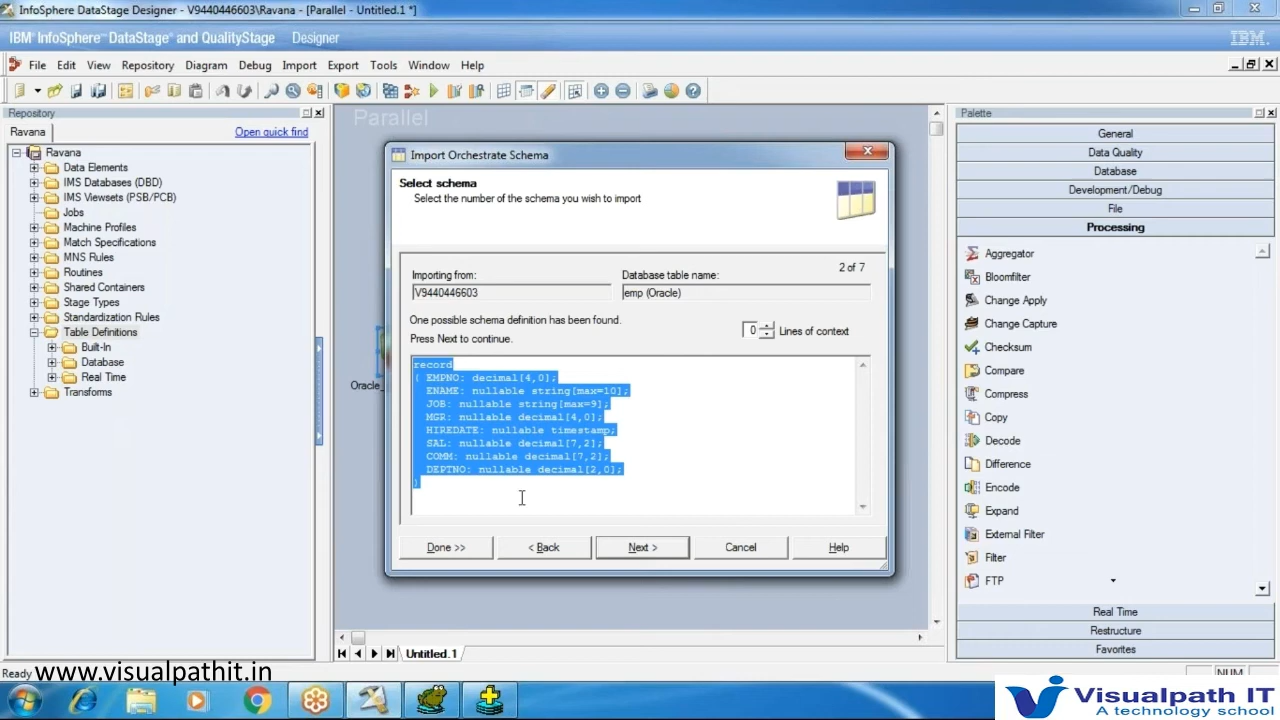 InfoSphere DataStage Designer - V9440446603\Ravana - [Parallel - Untitled.1 *]
IBM® InfoSphere™ DataStage® and QualityStage Designer
IBM.
File Edit View Repository Diagram Debug Import Export Tools Window Help
Repository
Ravana
Open quick find
Ravana
Data Elements
IMS Databases (DBD)
IMS Viewsets (PSB/PCB)
Jobs
Machine Profiles
Match Specifications
MNS Rules
Routines
Shared Containers
Stage Types
Standardization Rules
Table Definitions
Built-In
Database
Real Time
Transforms
Parallel
Oracle_
Import Orchestrate Schema
Select schema
Select the number of the schema you wish to import
2 of 7
Importing from:
V9440446603
Database table name:
emp (Oracle)
One possible schema definition has been found.
Press Next to continue.
0 Lines of context
record
( EMPNO: decimal[4,0];
ENAME: nullable string[max=10];
JOB: nullable string[max=9];
MGR: nullable decimal[4,0];
HIREDATE: nullable timestamp;
SAL: nullable decimal[7,2];
COMM: nullable decimal[7,2];
DEPTNO: nullable decimal[2,0];
)
Done >> < Back Next > Cancel Help
Untitled.1
Palette
General
Data Quality
Database
Development/Debug
File
Processing
Aggregator
Bloomfilter
Change Apply
Change Capture
Checksum
Compare
Compress
Copy
Decode
Difference
Encode
Expand
External Filter
Filter
FTP
Real Time
Restructure
Favorites
Ready
NUM
www.visualpathit.in
Visualpath IT
A technology school